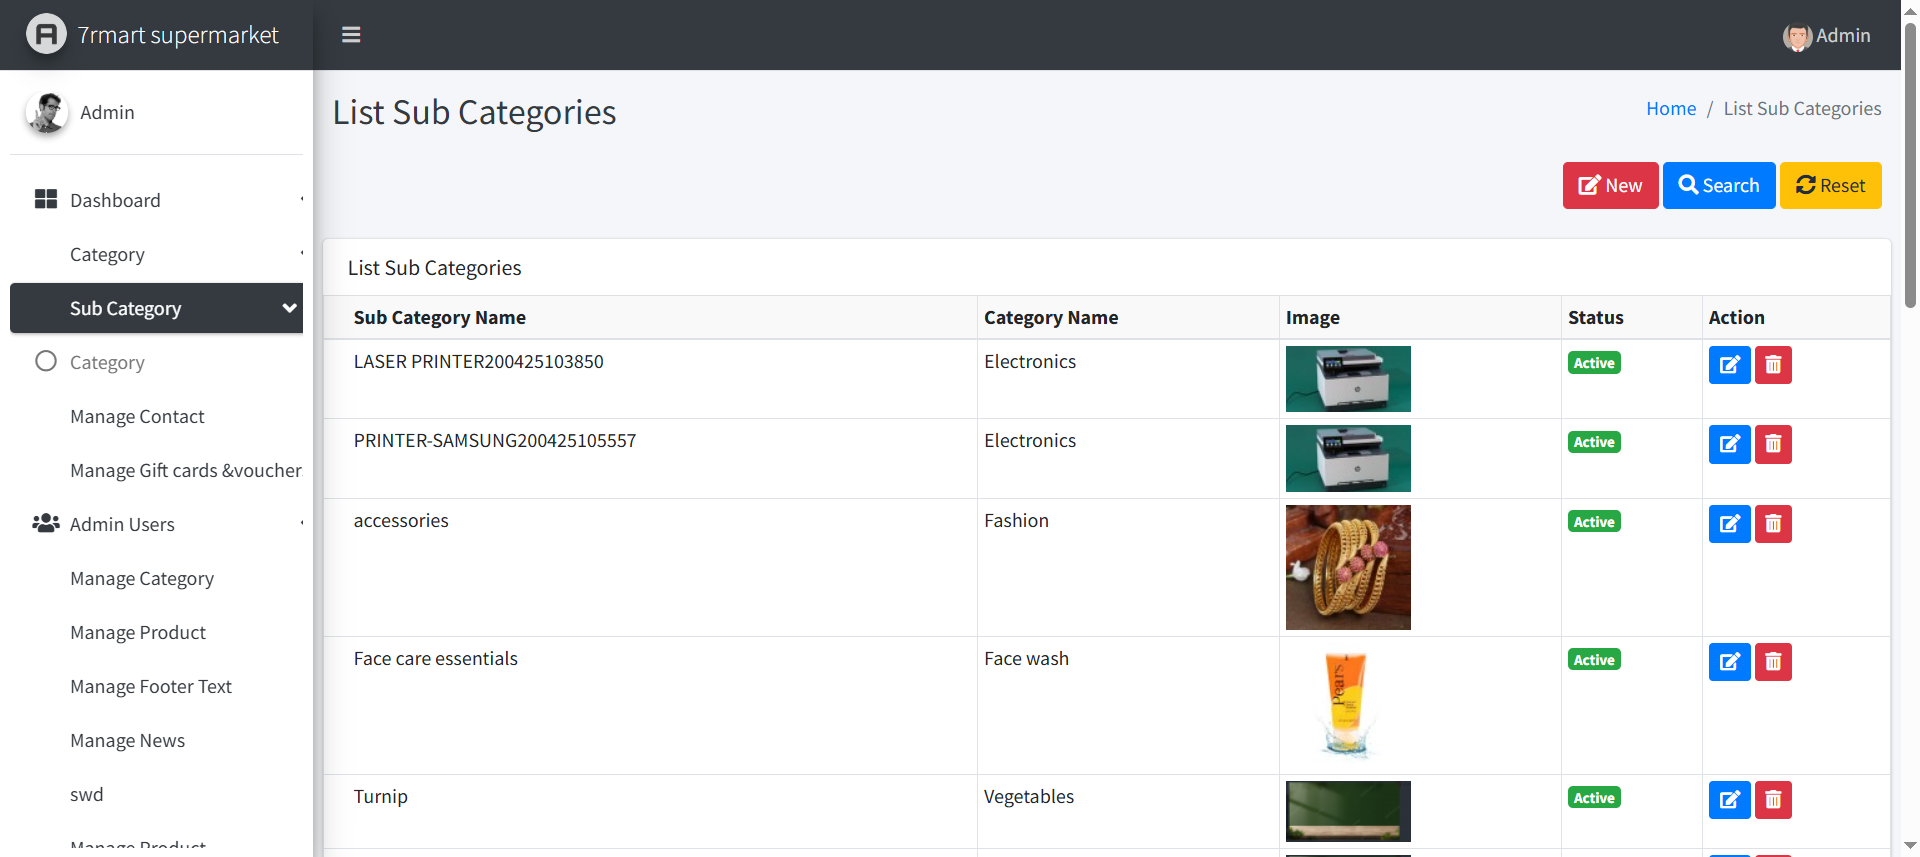 7rmart supermarket
Admin
Admin
Dashboard
Category
Sub Category
Category
Manage Contact
Manage Gift cards &voucher
Admin Users
Manage Category
Manage Product
Manage Footer Text
Manage News
swd
Manage Product
List Sub Categories
Home / List Sub Categories
New Search Reset
List Sub Categories
Sub Category Name Category Name Image Status Action
LASER PRINTER200425103850 Electronics Active
PRINTER-SAMSUNG200425105557 Electronics Active
accessories Fashion Active
Face care essentials Face wash Pears Active
Turnip Vegetables Active